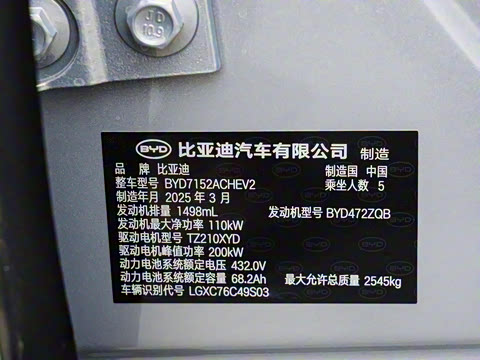 JD
10.9
BYD 比亚迪汽车有限公司 制造
品 牌 比亚迪 制造国 中国
整车型号 BYD7152ACHEV2 乘坐人数 5
制造年月 2025 年 3 月
发动机排量 1498mL 发动机型号 BYD472ZQB
发动机最大净功率 110kW
驱动电机型号 TZ210XYD
驱动电机峰值功率 200kW
动力电池系统额定电压 432.0V
动力电池系统额定容量 68.2Ah 最大允许总质量 2545kg
车辆识别代号 LGXC76C49S03